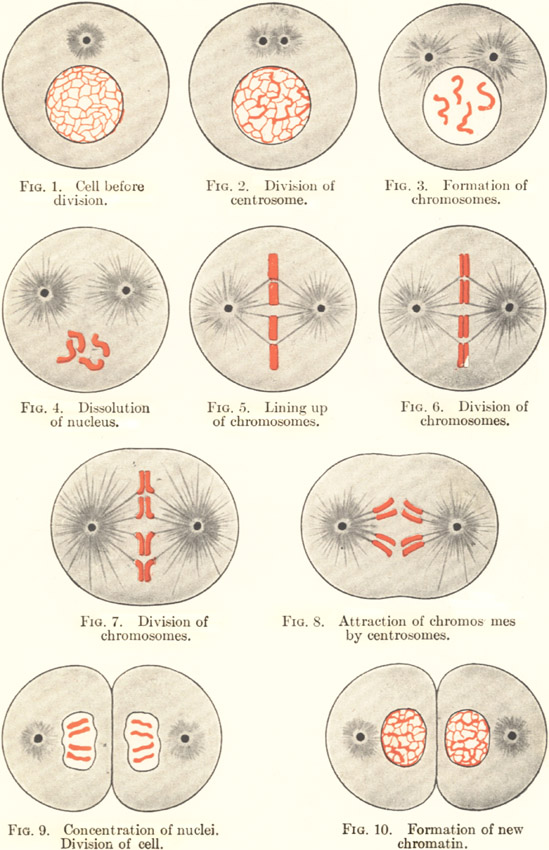 FIG. 1. Cell before
division.
FIG. 2. Division of
centrosome.
FIG. 3. Formation of
chromosomes.
FIG. 4. Dissolution
of nucleus.
FIG. 5. Lining up
of chromosomes.
FIG. 6. Division of
chromosomes.
FIG. 7. Division of
chromosomes.
FIG. 8. Attraction of chromos mes
by centrosomes.
FIG. 9. Concentration of nuclei.
Division of cell.
FIG. 10. Formation of new
chromatin.